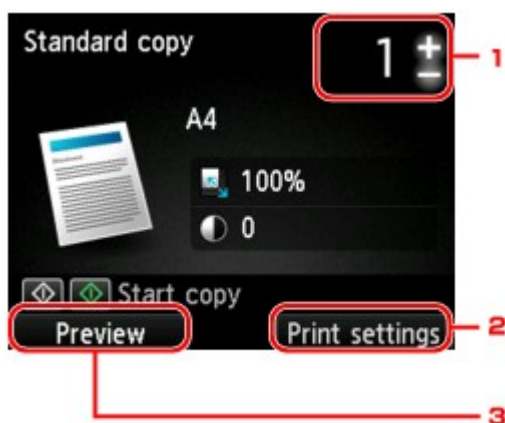 Standard copy
1 + -
1
A4
100%
0
Start copy
Preview
Print settings
2
3